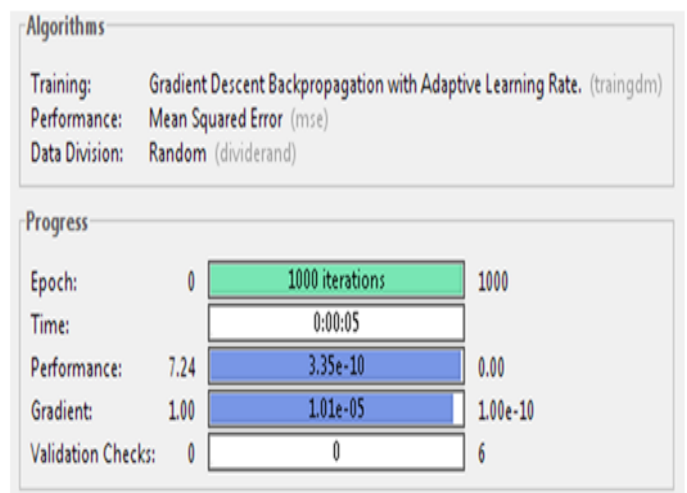 Algorithms
Training: Gradient Descent Backpropagation with Adaptive Learning Rate. (traingdm)
Performance: Mean Squared Error (mse)
Data Division: Random (dividerand)
Progress
Epoch: 0 1000 iterations 1000
Time: 0:00:05
Performance: 7.24 3.35e-10 0.00
Gradient: 1.00 1.01e-05 1.00e-10
Validation Checks: 0 0 6